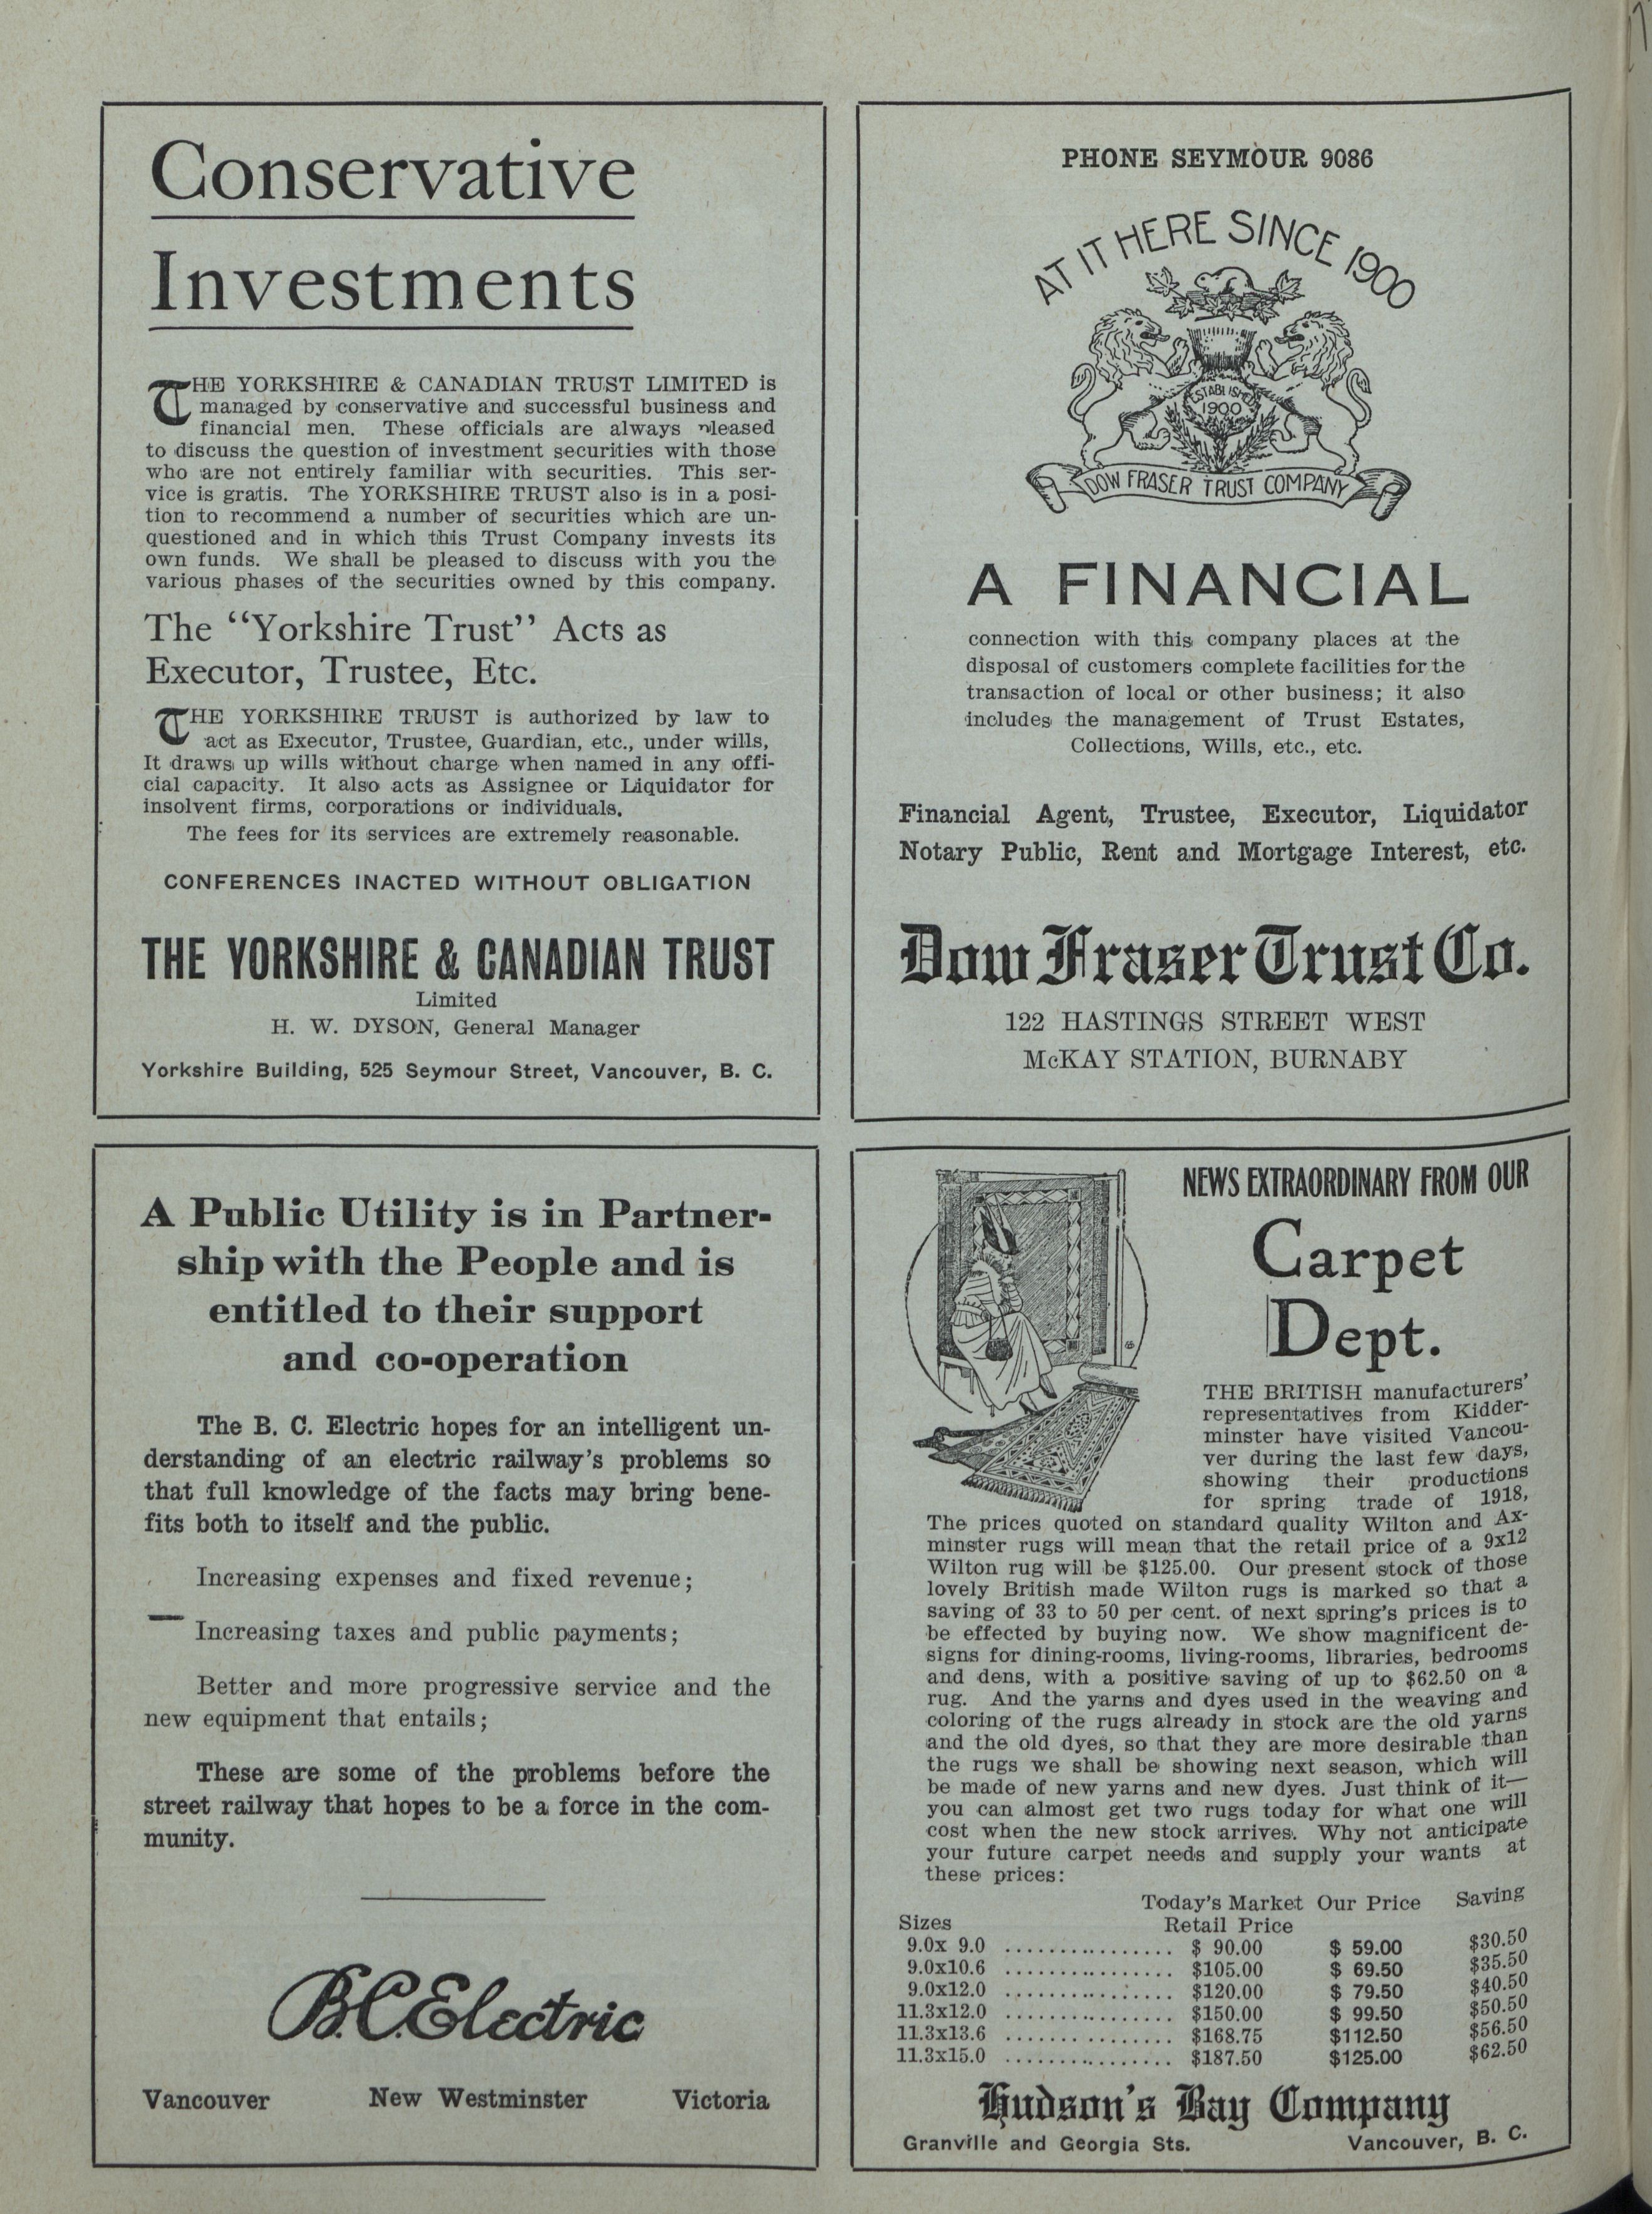 Conservative
Investments
THE YORKSHIRE & CANADIAN TRUST LIMITED is
managed by conservative and successful business and
financial men. These officials are always pleased
to discuss the question of investment securities with those
who are not entirely familiar with securities. This ser-
vice is gratis. The YORKSHIRE TRUST also is in a posi-
tion to recommend a number of securities which are un-
questioned and in which this Trust Company invests its
own funds. We shall be pleased to discuss with you the
various phases of the securities owned by this company.
The "Yorkshire Trust" Acts as
Executor, Trustee, Etc.
THE YORKSHIRE TRUST is authorized by law to
act as Executor, Trustee, Guardian, etc., under wills,
It draws up wills without charge when named in any offi-
cial capacity. It also acts as Assignee or Liquidator for
insolvent firms, corporations or individuals.
The fees for its services are extremely reasonable.
CONFERENCES INACTED WITHOUT OBLIGATION
THE YORKSHIRE & CANADIAN TRUST
Limited
H. W. DYSON, General Manager
Yorkshire Building, 525 Seymour Street, Vancouver, B. C.
PHONE SEYMOUR 9086
AT IT HERE SINCE 1900
ESTABLISHED
1900
DOW FRASER TRUST COMPANY
A FINANCIAL
connection with this company places at the
disposal of customers complete facilities for the
transaction of local or other business; it also
includes the management of Trust Estates,
Collections, Wills, etc., etc.
Financial Agent, Trustee, Executor, Liquidator
Notary Public, Rent and Mortgage Interest, etc.
Dow Fraser Trust Co.
122 HASTINGS STREET WEST
McKAY STATION, BURNABY
A Public Utility is in Partner-
ship with the People and is
entitled to their support
and co-operation
The B. C. Electric hopes for an intelligent un-
derstanding of an electric railway's problems so
that full knowledge of the facts may bring bene-
fits both to itself and the public.
Increasing expenses and fixed revenue;
Increasing taxes and public payments;
Better and more progressive service and the
new equipment that entails;
These are some of the problems before the
street railway that hopes to be a force in the com-
munity.
B.C. Electric
Vancouver New Westminster Victoria
NEWS EXTRAORDINARY FROM OUR
Carpet
Dept.
THE BRITISH manufacturers'
representatives from Kidder-
minster have visited Vancou-
ver during the last few days,
showing their productions
for spring trade of 1918,
The prices quoted on standard quality Wilton and Ax-
minster rugs will mean that the retail price of a 9x12
Wilton rug will be $125.00. Our present stock of those
lovely British made Wilton rugs is marked so that a
saving of 33 to 50 per cent. of next spring's prices is to
be effected by buying now. We show magnificent de-
signs for dining-rooms, living-rooms, libraries, bedrooms
and dens, with a positive saving of up to $62.50 on a
rug. And the yarns and dyes used in the weaving and
coloring of the rugs already in stock are the old yarns
and the old dyes, so that they are more desirable than
the rugs we shall be showing next season, which will
be made of new yarns and new dyes. Just think of it—
you can almost get two rugs today for what one will
cost when the new stock arrives. Why not anticipate
your future carpet needs and supply your wants at
these prices:
Today's Market Our Price Saving
Sizes Retail Price
9.0x 9.0 ................ $ 90.00 $ 59.00 $30.50
9.0x10.6 ................ $105.00 $ 69.50 $35.50
9.0x12.0 ................ $120.00 $ 79.50 $40.50
11.3x12.0 ................ $150.00 $ 99.50 $50.50
11.3x13.6 ................ $168.75 $112.50 $56.50
11.3x15.0 ................ $187.50 $125.00 $62.50
Hudson's Bay Company
Granville and Georgia Sts. Vancouver, B. C.